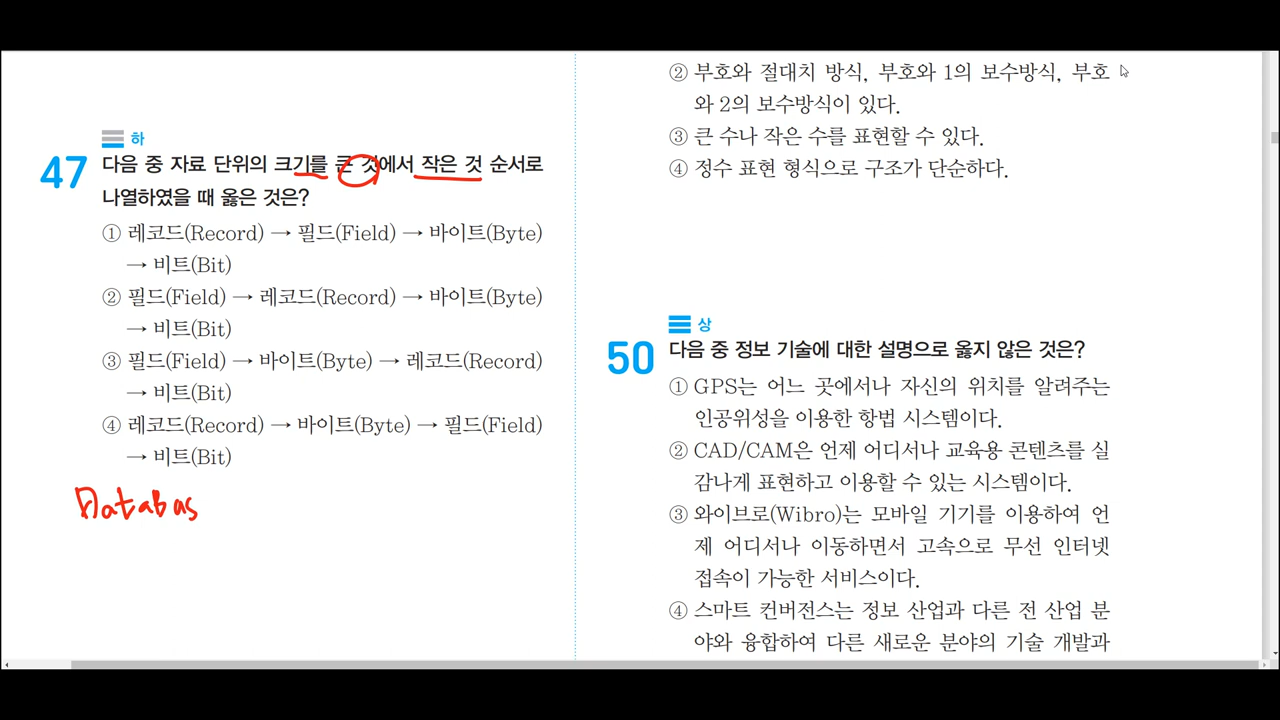 하
47 다음 중 자료 단위의 크기를 큰 것에서 작은 것 순서로
나열하였을 때 옳은 것은?
① 레코드(Record) → 필드(Field) → 바이트(Byte)
→ 비트(Bit)
② 필드(Field) → 레코드(Record) → 바이트(Byte)
→ 비트(Bit)
③ 필드(Field) → 바이트(Byte) → 레코드(Record)
→ 비트(Bit)
④ 레코드(Record) → 바이트(Byte) → 필드(Field)
→ 비트(Bit)
Databas
② 부호와 절대치 방식, 부호와 1의 보수방식, 부호
와 2의 보수방식이 있다.
③ 큰 수나 작은 수를 표현할 수 있다.
④ 정수 표현 형식으로 구조가 단순하다.
상
50 다음 중 정보 기술에 대한 설명으로 옳지 않은 것은?
① GPS는 어느 곳에서나 자신의 위치를 알려주는
인공위성을 이용한 항법 시스템이다.
② CAD/CAM은 언제 어디서나 교육용 콘텐츠를 실
감나게 표현하고 이용할 수 있는 시스템이다.
③ 와이브로(Wibro)는 모바일 기기를 이용하여 언
제 어디서나 이동하면서 고속으로 무선 인터넷
접속이 가능한 서비스이다.
④ 스마트 컨버전스는 정보 산업과 다른 전 산업 분
야와 융합하여 다른 새로운 분야의 기술 개발과